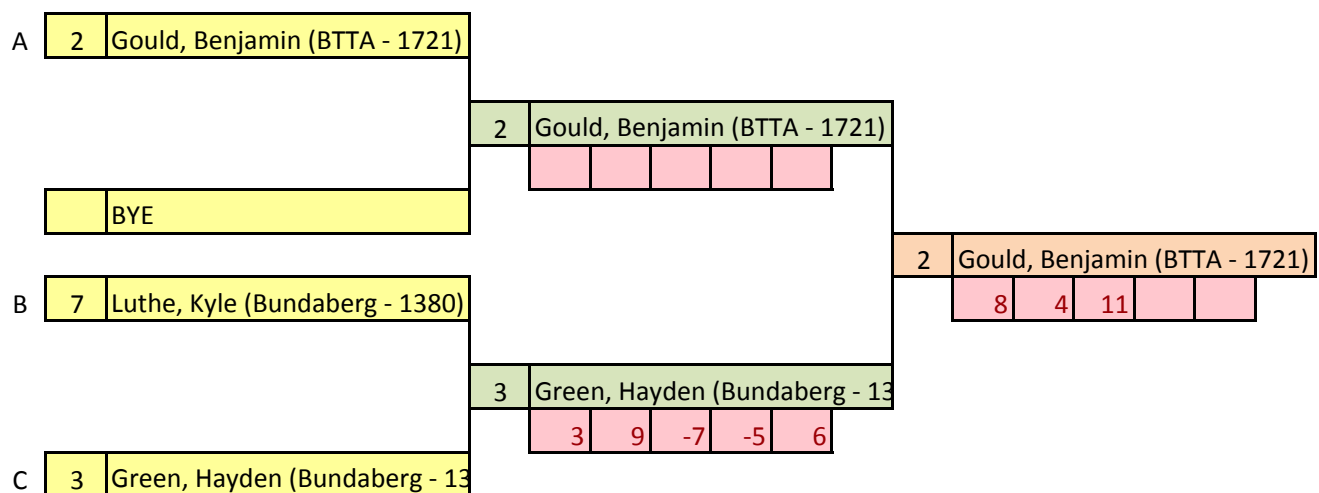 A 2 Gould, Benjamin (BTTA - 1721)
2 Gould, Benjamin (BTTA - 1721)
BYE
2 Gould, Benjamin (BTTA - 1721)
B 7 Luthe, Kyle (Bundaberg - 1380)
8 4 11
3 Green, Hayden (Bundaberg - 13
3 9 -7 -5 6
C 3 Green, Hayden (Bundaberg - 13